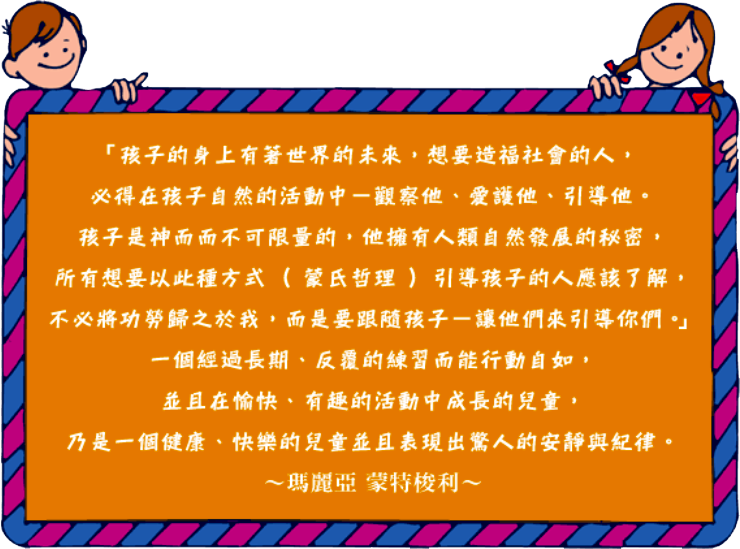 「孩子的身上有著世界的未來，想要造福社會的人，
必得在孩子自然的活動中－觀察他、愛護他、引導他。
孩子是神而而不可限量的，他擁有人類自然發展的秘密，
所有想要以此種方式（蒙氏哲理）引導孩子的人應該了解，
不必將功勞歸之於我，而是要跟隨孩子－讓他們來引導你們。」
一個經過長期、反覆的練習而能行動自如，
並且在愉快、有趣的活動中成長的兒童，
乃是一個健康、快樂的兒童並且表現出驚人的安靜與紀律。
～瑪麗亞 蒙特梭利～